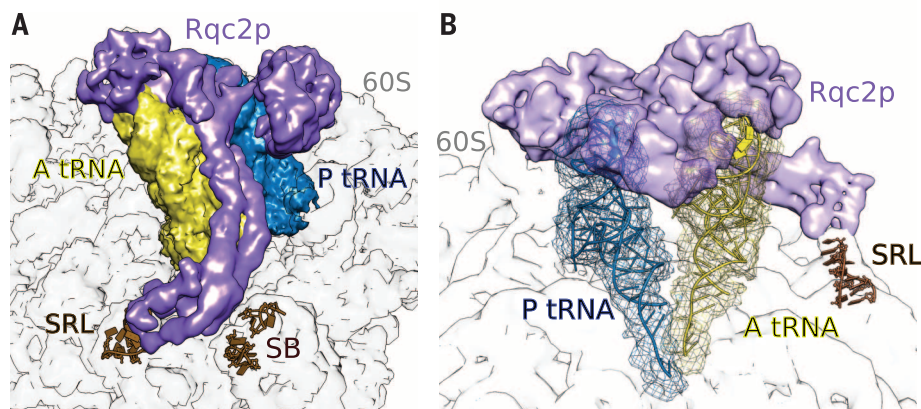 A
Rqc2p
60S
A tRNA
P tRNA
SRL
SB
B
Rqc2p
60S
SRL
P tRNA
A tRNA